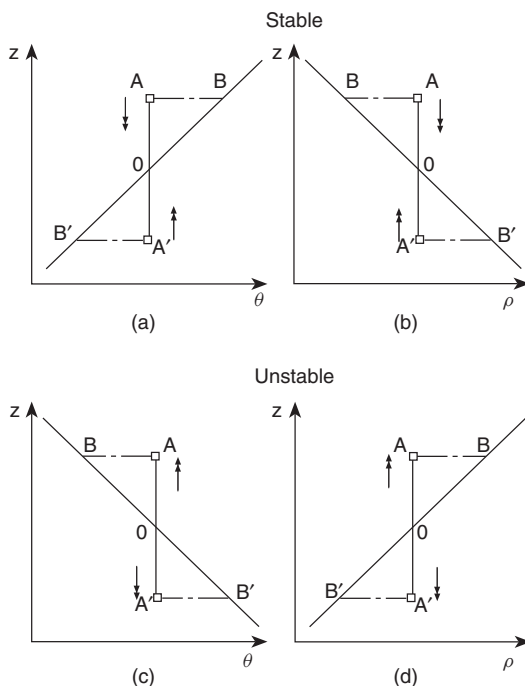 Stable
z A B
0
B′ A′
θ
(a)
z B A
0
A′ B′
ρ
(b)
Unstable
z B A
0
A′ B′
θ
(c)
z A B
0
B′ A′
ρ
(d)